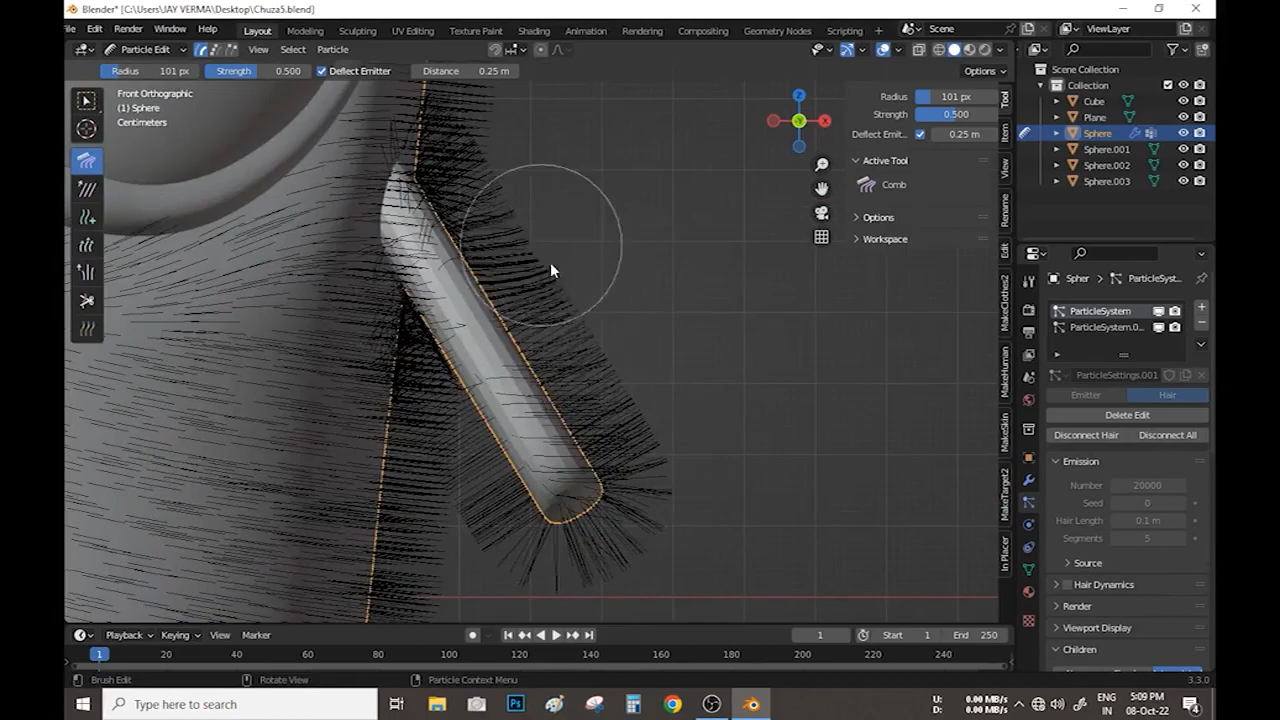 Blender* [C:\Users\JAY VERMA\Desktop\Chuza5.blend]
File Edit Render Window Help Layout Modeling Sculpting UV Editing Texture Paint Shading Animation Rendering Compositing Geometry Nodes Scripting + Scene ViewLayer
Particle Edit View Select Particle
Radius 101 px Strength 0.500 Deflect Emitter Distance 0.25 m Options
Front Orthographic
(1) Sphere
Centimeters
Z
Y
X
Radius 101 px
Strength 0.500
Deflect Emit... 0.25 m
Active Tool
Comb
Options
Workspace
Tool
Item
View
Rename
Edit
MakeClothes2
MakeHuman
MakeSkin
MakeTarget2
In Placer
Scene Collection
Collection
Cube
Plane
Sphere
Sphere.001
Sphere.002
Sphere.003
Spher > ParticleSyst...
ParticleSystem
ParticleSystem.0...
ParticleSettings.001
Emitter Hair
Delete Edit
Disconnect Hair Disconnect All
Emission
Number 20000
Seed 0
Hair Length 0.1 m
Segments 5
Source
Hair Dynamics
Render
Viewport Display
Children
Playback Keying View Marker 1 Start 1 End 250
1 20 40 60 80 100 120 140 160 180 200 220 240
Brush Edit Rotate View Particle Context Menu 3.3.0
Type here to search
U: 0.00 MB/s
D: 0.00 MB/s
ENG
IN
5:09 PM
08-Oct-22
4